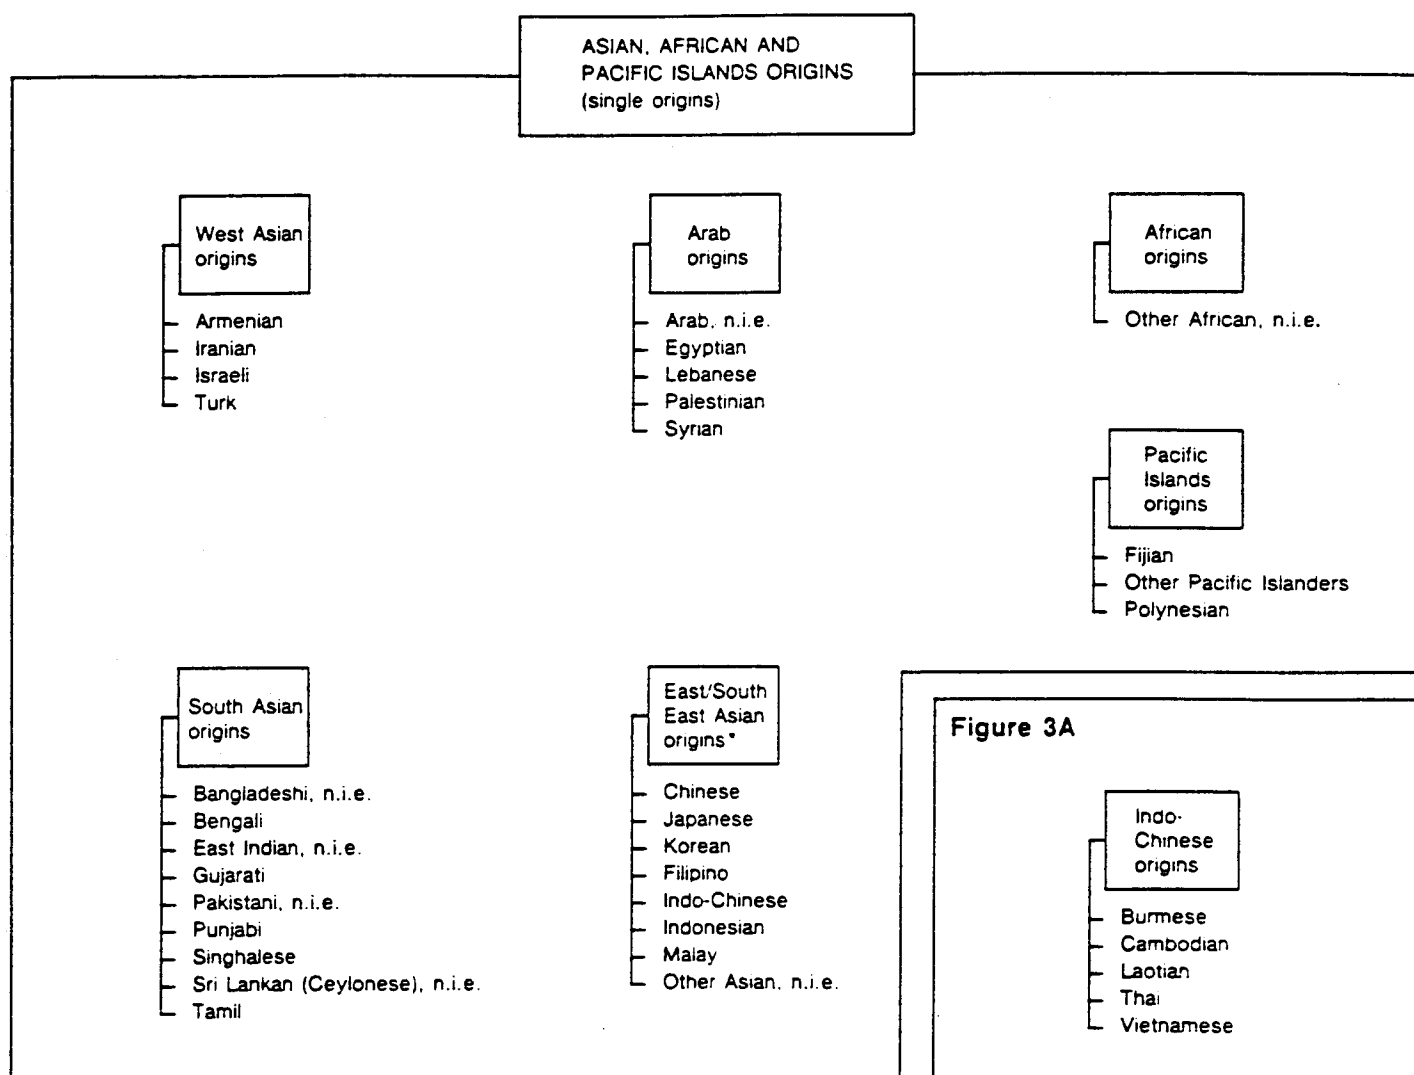 ASIAN, AFRICAN AND
PACIFIC ISLANDS ORIGINS
(single origins)
West Asian
origins
Armenian
Iranian
Israeli
Turk
Arab
origins
Arab, n.i.e.
Egyptian
Lebanese
Palestinian
Syrian
African
origins
Other African, n.i.e.
Pacific
Islands
origins
Fijian
Other Pacific Islanders
Polynesian
South Asian
origins
Bangladeshi, n.i.e.
Bengali
East Indian, n.i.e.
Gujarati
Pakistani, n.i.e.
Punjabi
Singhalese
Sri Lankan (Ceylonese), n.i.e.
Tamil
East/South
East Asian
origins*
Chinese
Japanese
Korean
Filipino
Indo-Chinese
Indonesian
Malay
Other Asian, n.i.e.
Figure 3A
Indo-
Chinese
origins
Burmese
Cambodian
Laotian
Thai
Vietnamese